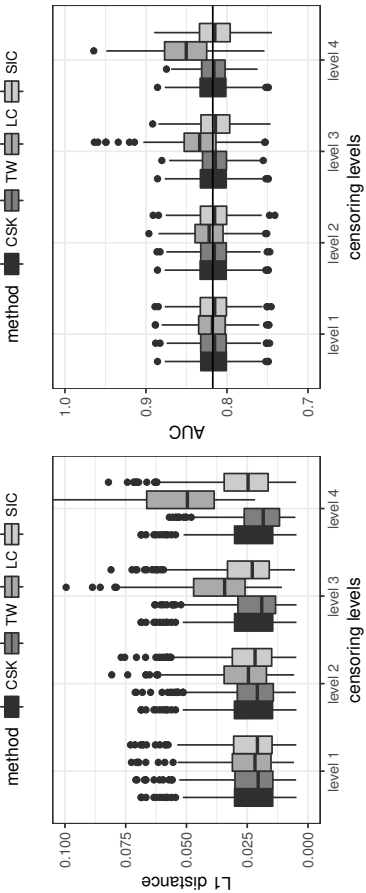 method CSK TW LC SIC
L1 distance
0.100
0.075
0.050
0.025
0.000
level 1 level 2 level 3 level 4
censoring levels
method CSK TW LC SIC
AUC
1.0
0.9
0.8
0.7
level 1 level 2 level 3 level 4
censoring levels